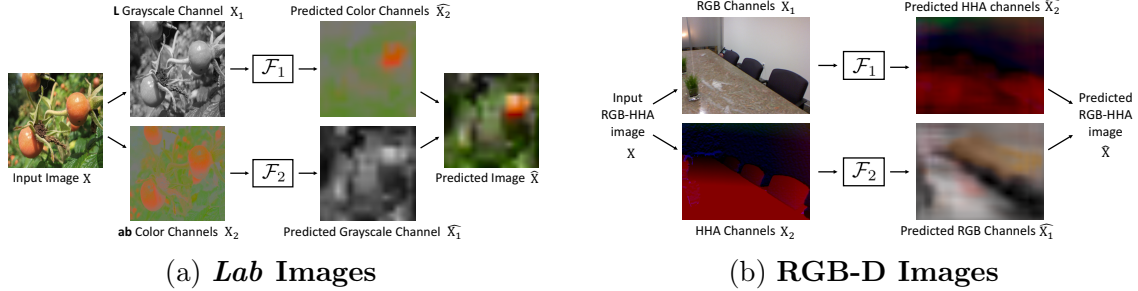 L Grayscale Channel X₁
Predicted Color Channels X̂₂
F₁
Input Image X
Predicted Image X̂
F₂
ab Color Channels X₂
Predicted Grayscale Channel X̂₁
(a) Lab Images
RGB Channels X₁
Predicted HHA channels X̂₂
F₁
Input
RGB-HHA
image
X
Predicted
RGB-HHA
image
X̂
F₂
HHA Channels X₂
Predicted RGB Channels X̂₁
(b) RGB-D Images